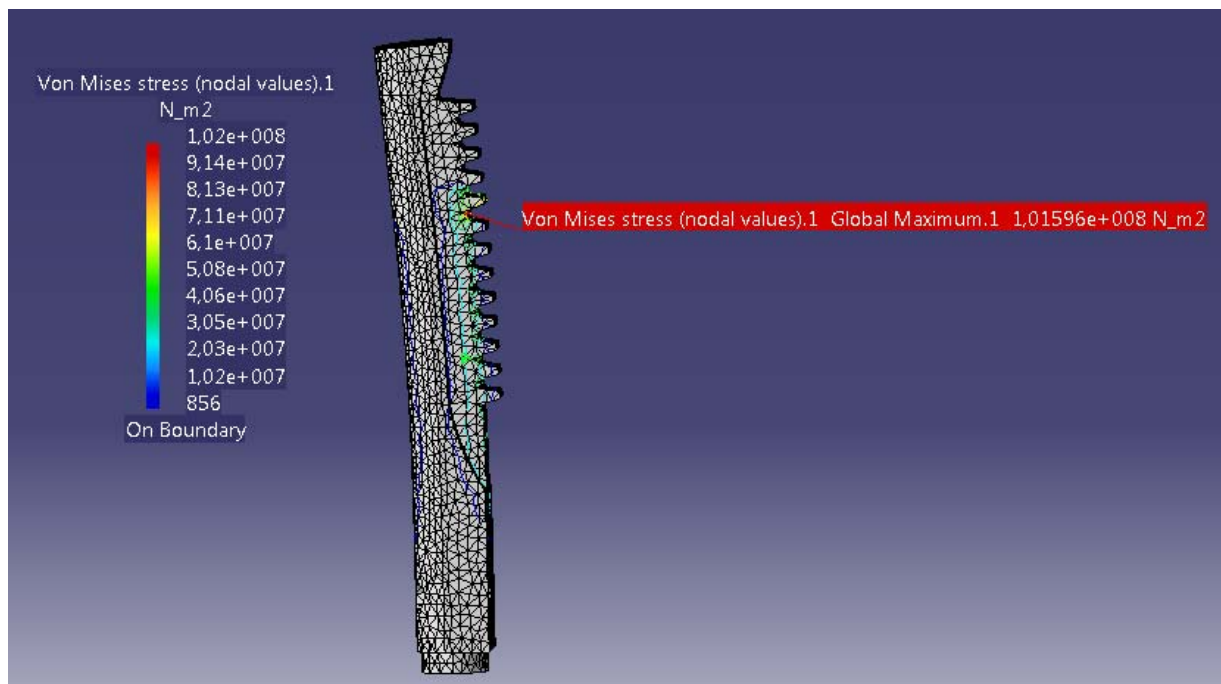 Von Mises stress (nodal values).1
N_m2
1,02e+008
9,14e+007
8,13e+007
7,11e+007
6,1e+007
5,08e+007
4,06e+007
3,05e+007
2,03e+007
1,02e+007
856
On Boundary
Von Mises stress (nodal values).1 Global Maximum.1 1,01596e+008 N_m2